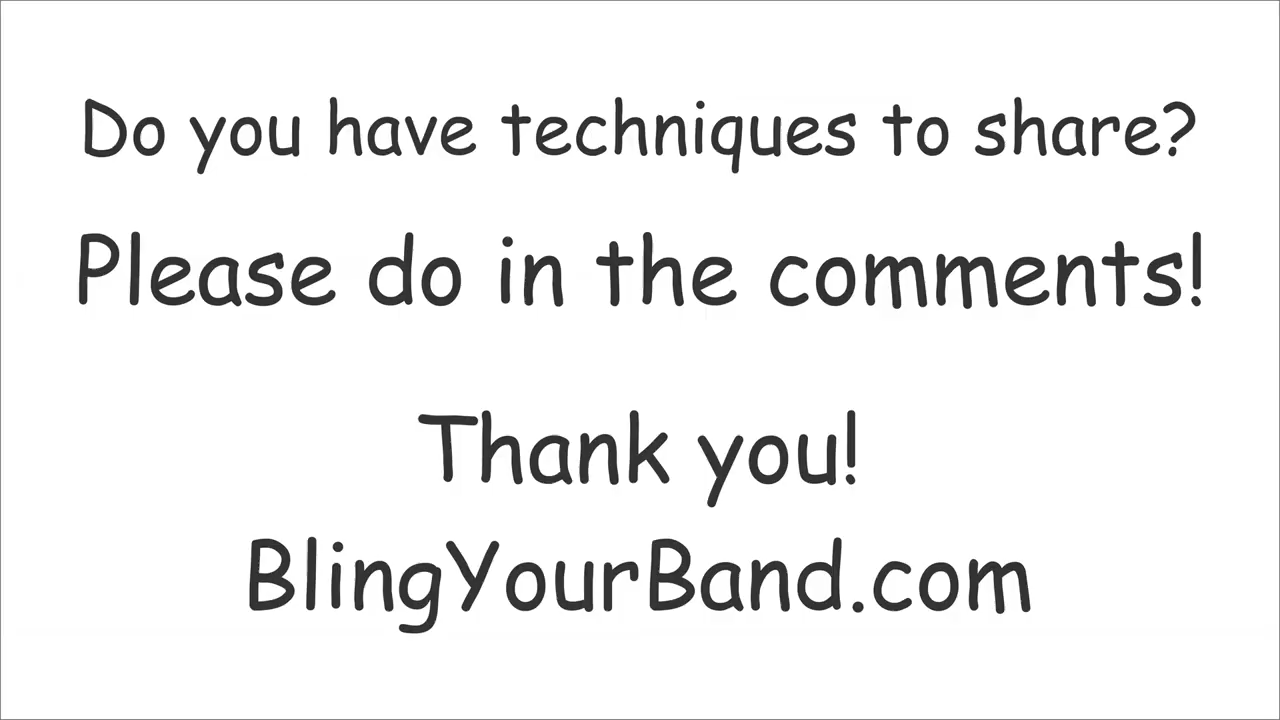 Do you have techniques to share?
Please do in the comments!
Thank you!
BlingYourBand.com